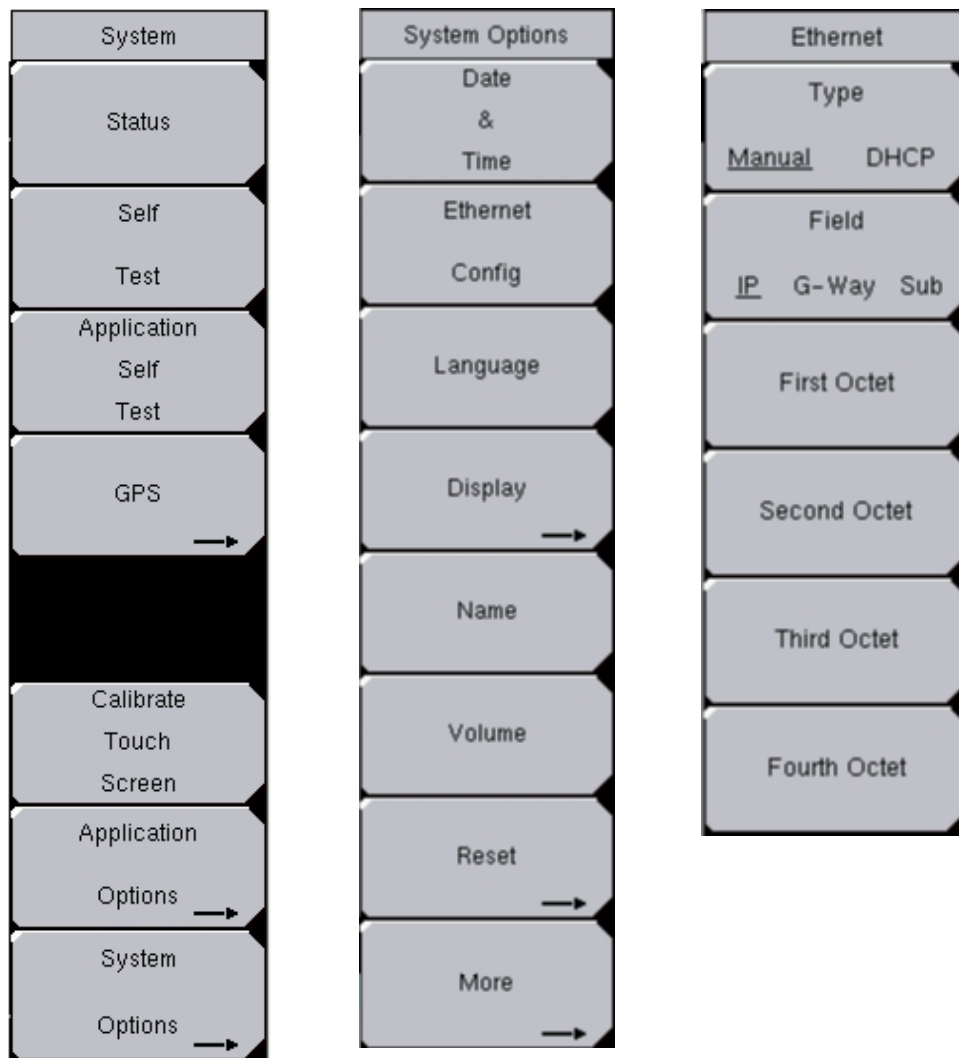 System
Status
Self
Test
Application
Self
Test
GPS
Calibrate
Touch
Screen
Application
Options
System
Options
System Options
Date
&
Time
Ethernet
Config
Language
Display
Name
Volume
Reset
More
Ethernet
Type
Manual DHCP
Field
IP G-Way Sub
First Octet
Second Octet
Third Octet
Fourth Octet